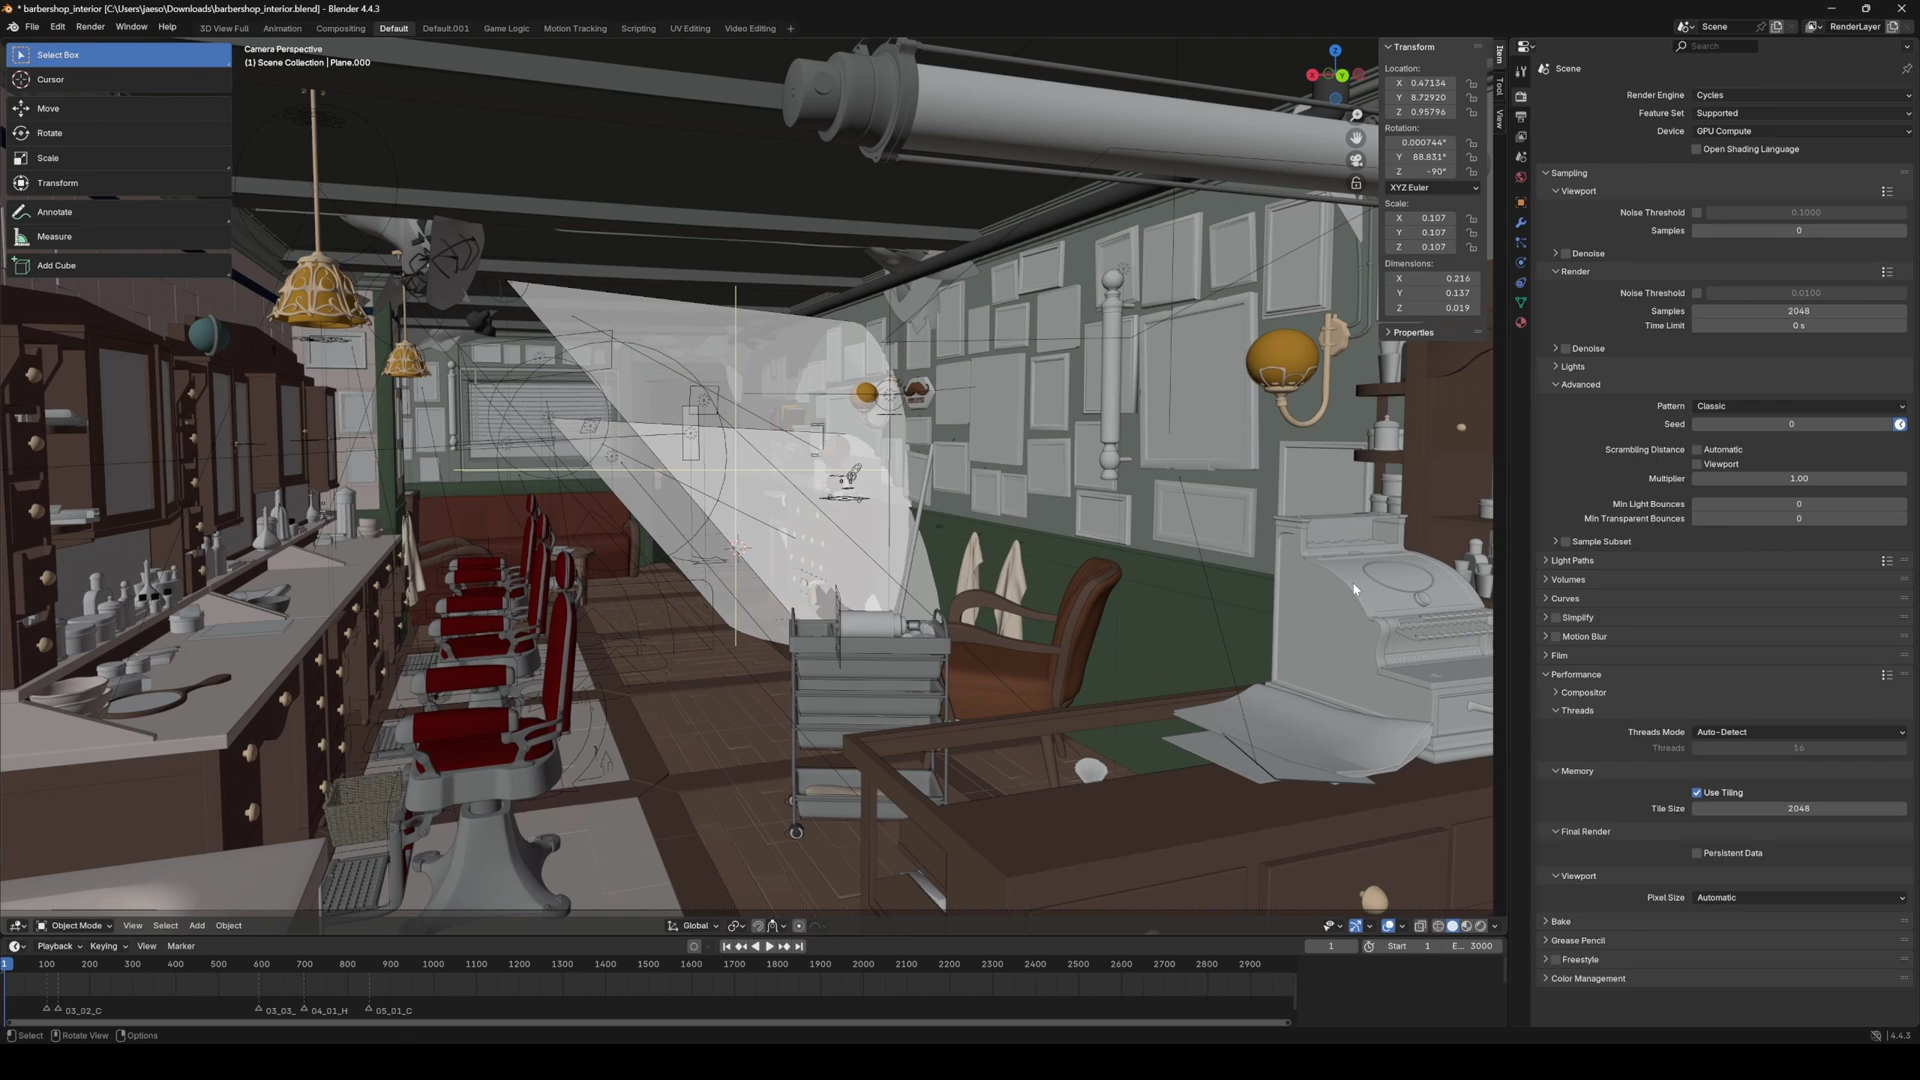 * barbershop_interior [C:\Users\jaeso\Downloads\barbershop_interior.blend] - Blender 4.4.3
File Edit Render Window Help 3D View Full Animation Compositing Default Default.001 Game Logic Motion Tracking Scripting UV Editing Video Editing + Scene RenderLayer
Select Box
Cursor
Move
Rotate
Scale
Transform
Annotate
Measure
Add Cube
Camera Perspective
(1) Scene Collection | Plane.000
Z
X
Y
Transform
Location:
X 0.47134
Y 8.72920
Z 0.95796
Rotation:
0.000744°
Y 88.831°
Z -90°
XYZ Euler
Scale:
X 0.107
Y 0.107
Z 0.107
Dimensions:
X 0.216
Y 0.137
Z 0.019
Properties
Item
Tool
View
Search
Scene
Render Engine Cycles
Feature Set Supported
Device GPU Compute
Open Shading Language
Sampling
Viewport
Noise Threshold 0.1000
Samples 0
Denoise
Render
Noise Threshold 0.0100
Samples 2048
Time Limit 0 s
Denoise
Lights
Advanced
Pattern Classic
Seed 0
Scrambling Distance Automatic
Viewport
Multiplier 1.00
Min Light Bounces 0
Min Transparent Bounces 0
Sample Subset
Light Paths
Volumes
Curves
Simplify
Motion Blur
Film
Performance
Compositor
Threads
Threads Mode Auto-Detect
Threads 16
Memory
Use Tiling
Tile Size 2048
Final Render
Persistent Data
Viewport
Pixel Size Automatic
Bake
Grease Pencil
Freestyle
Color Management
Object Mode View Select Add Object Global
Playback Keying View Marker 1 Start 1 E... 3000
1 100 200 300 400 500 600 700 800 900 1000 1100 1200 1300 1400 1500 1600 1700 1800 1900 2000 2100 2200 2300 2400 2500 2600 2700 2800 2900
03_02_C 03_03_ 04_01_H 05_01_C
Select Rotate View Options 4.4.3